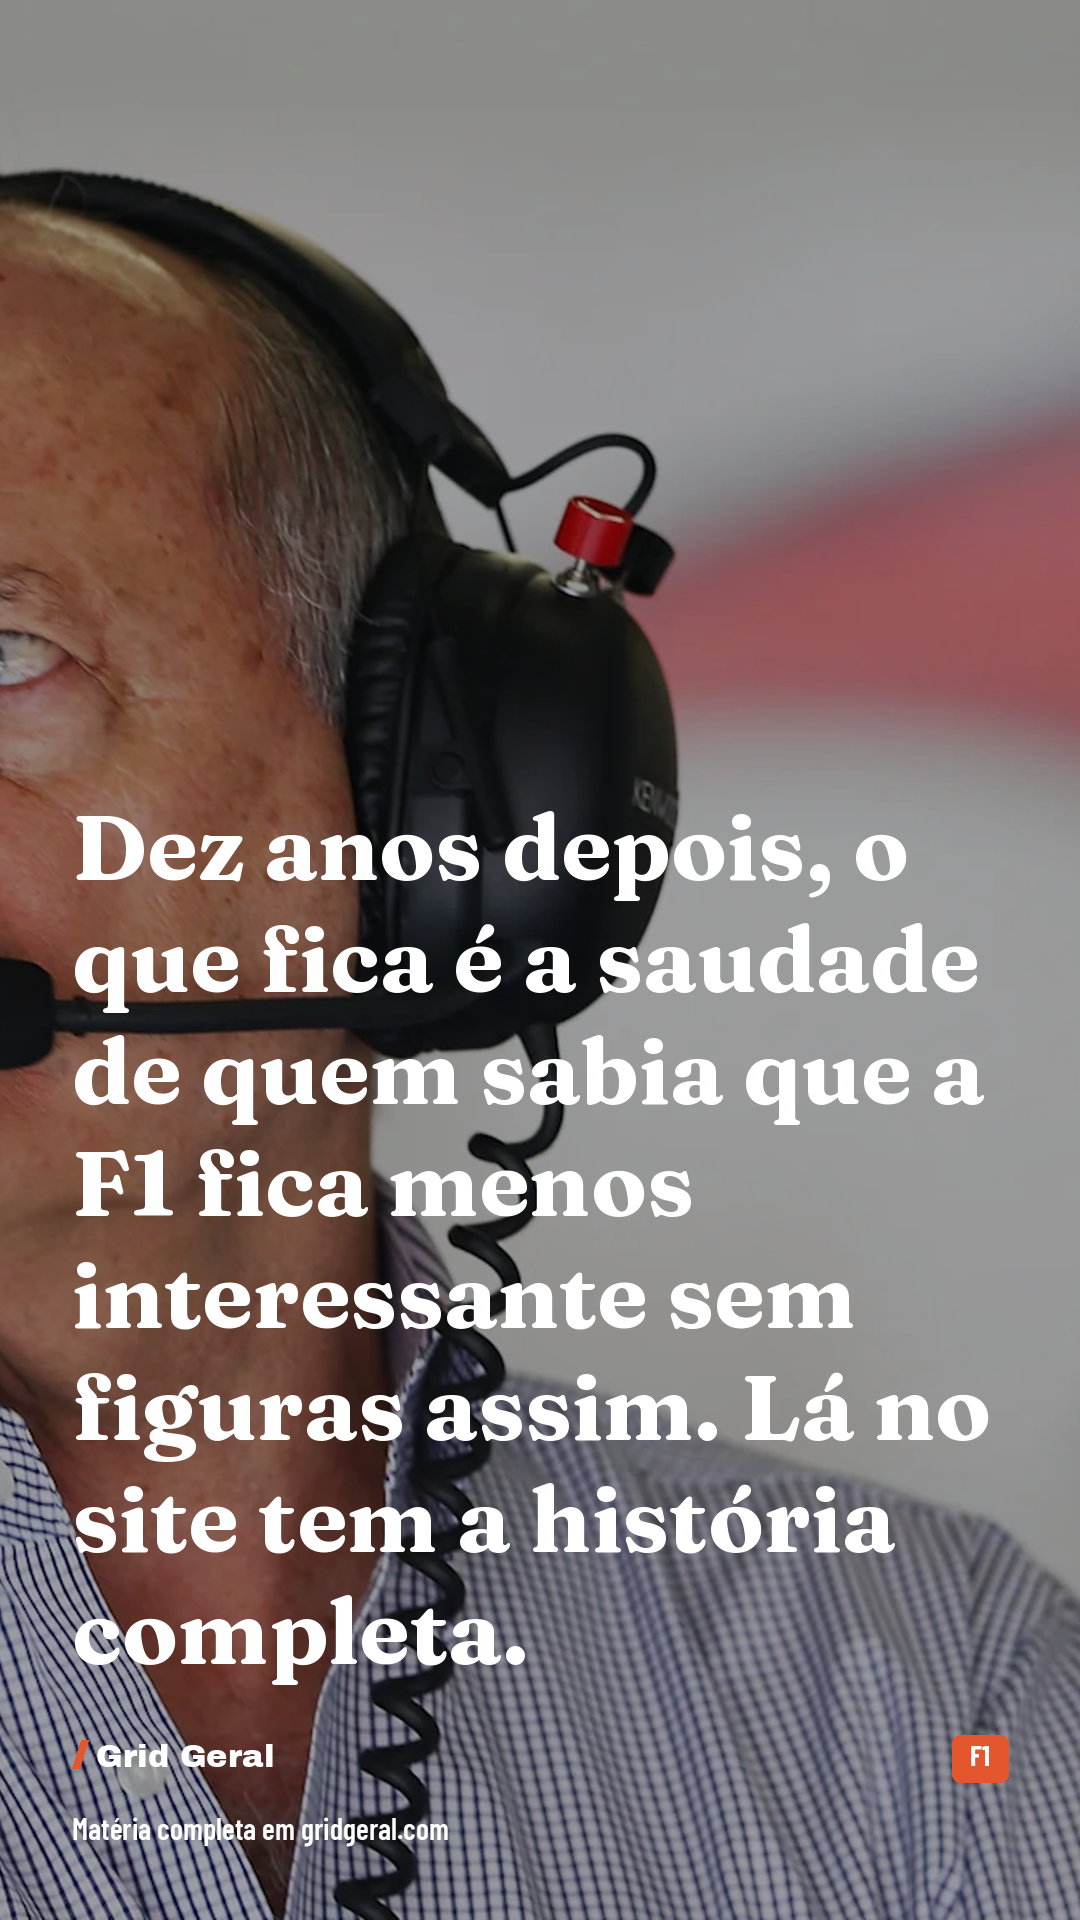 Dez anos depois, o
que fica é a saudade
de quem sabia que a
F1 fica menos
interessante sem
figuras assim. Lá no
site tem a história
completa.
/ Grid Geral
F1
Matéria completa em gridgeral.com